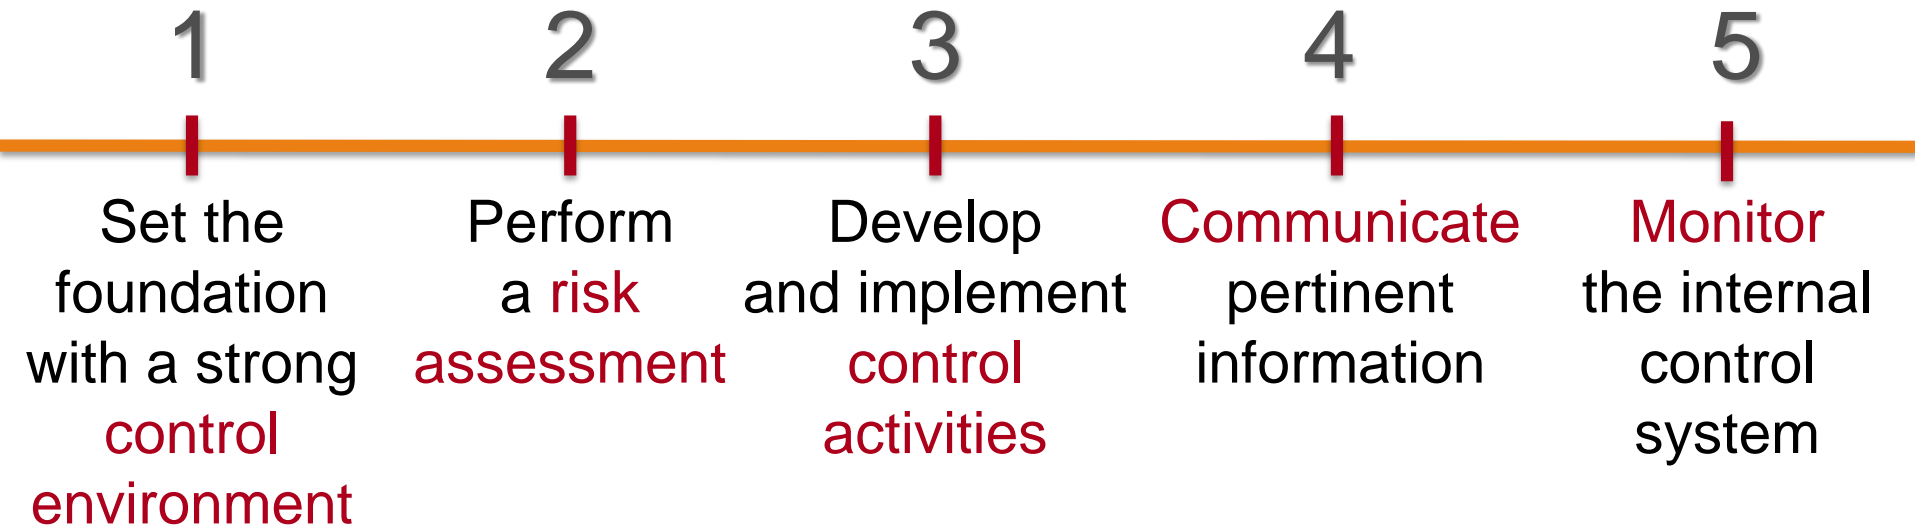 1
Set the
foundation
with a strong
control
environment
2
Perform
a risk
assessment
3
Develop
and implement
control
activities
4
Communicate
pertinent
information
5
Monitor
the internal
control
system